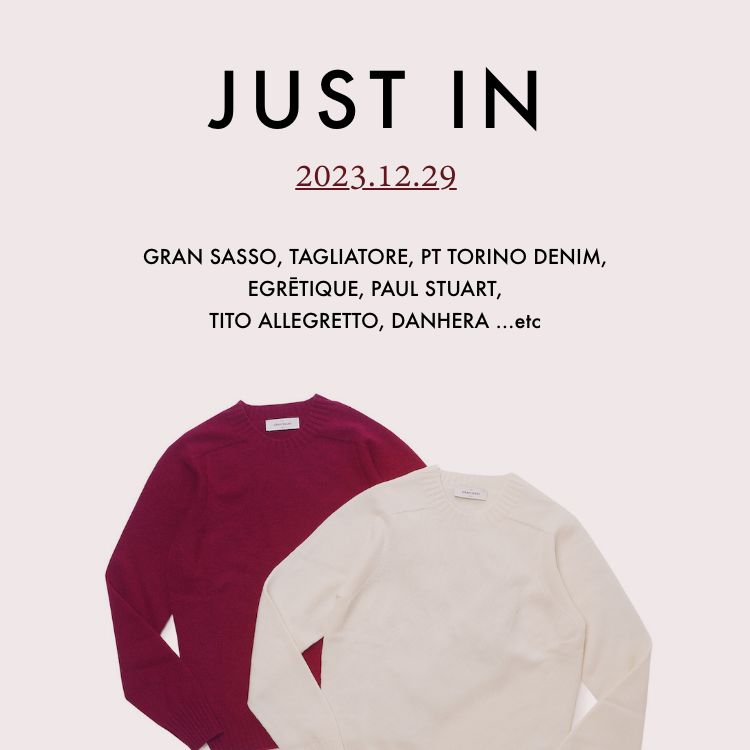 JUST IN
2023.12.29
GRAN SASSO, TAGLIATORE, PT TORINO DENIM,
EGRĒTIQUE, PAUL STUART,
TITO ALLEGRETTO, DANHERA ...etc